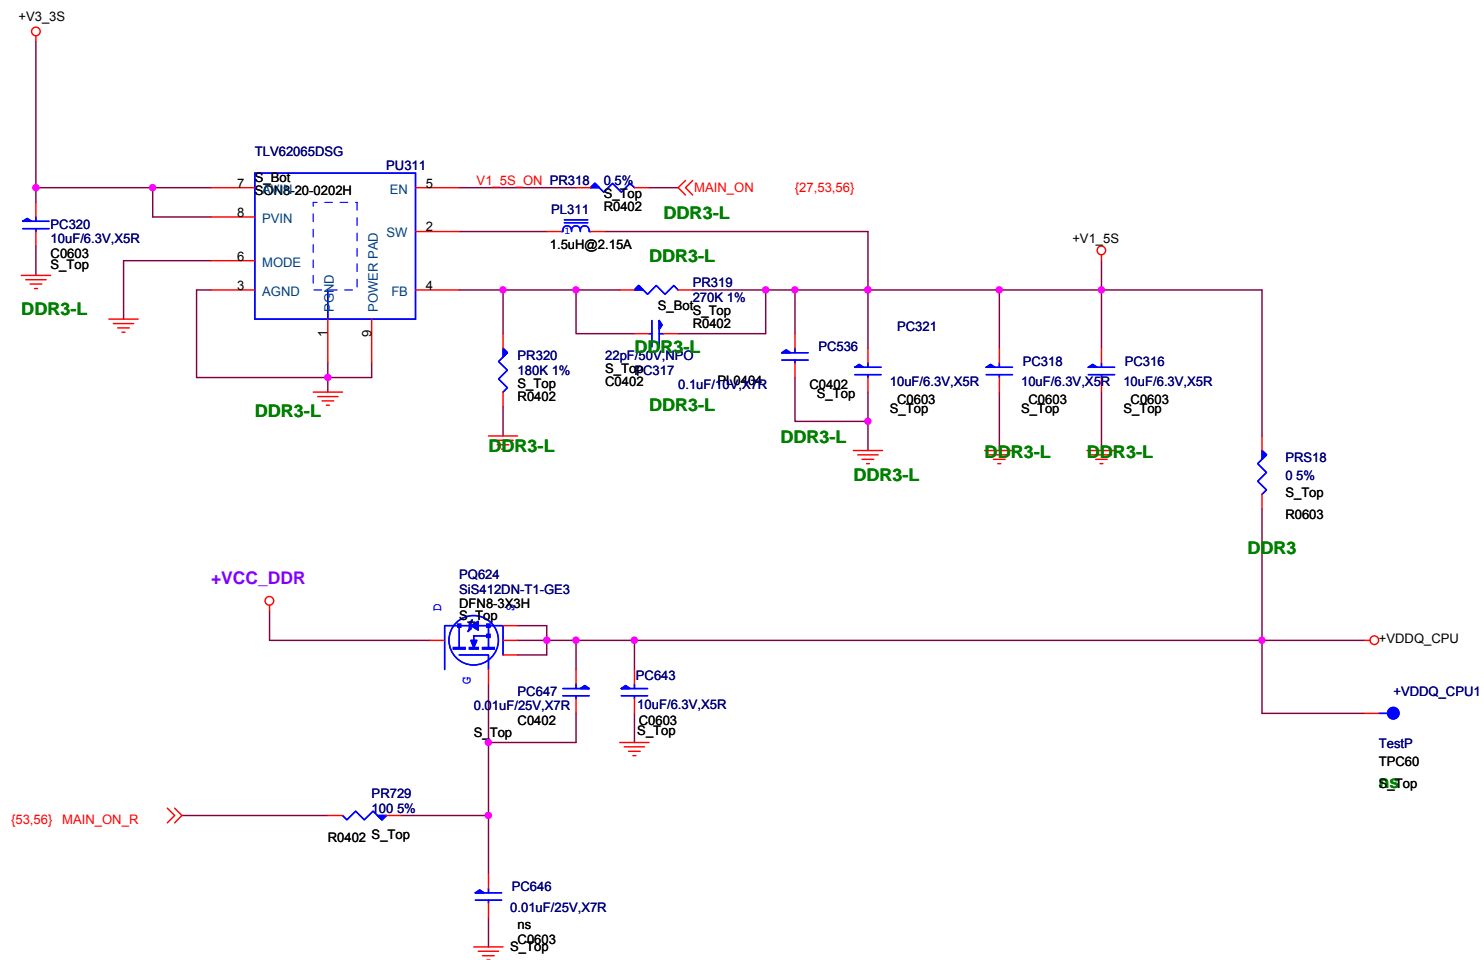 +V3_3S
TLV62065DSG
PU311
S_Bot
SON8-20-0202H
7
8
PVIN
6
MODE
3
AGND
PGND
POWER PAD
1
9
EN
5
SW
2
FB
4
V1_5S_ON
PR318
0 5%
S_Top
R0402
MAIN_ON
{27,53,56}
DDR3-L
PL311
1
1.5uH@2.15A
DDR3-L
PC320
10uF/6.3V,X5R
C0603
S_Top
DDR3-L
DDR3-L
+V1_5S
PR319
270K 1%
S_Bot
S_Top
R0402
DDR3-L
PR320
180K 1%
S_Top
R0402
DDR3-L
22pF/50V,NPO
S_Top
PC317
C0402
0.1uF/10V,X7R
PL0404
DDR3-L
PC536
C0402
S_Top
DDR3-L
PC321
10uF/6.3V,X5R
C0603
S_Top
DDR3-L
PC318
10uF/6.3V,X5R
C0603
S_Top
DDR3-L
PC316
10uF/6.3V,X5R
C0603
S_Top
DDR3-L
PRS18
0 5%
S_Top
R0603
DDR3
+VCC_DDR
PQ624
SiS412DN-T1-GE3
DFN8-3X3H
S_Top
D
S
G
+VDDQ_CPU
+VDDQ_CPU1
TestP
TPC60
S_Top
ns
PC647
0.01uF/25V,X7R
C0402
S_Top
PC643
10uF/6.3V,X5R
C0603
S_Top
PR729
100 5%
R0402
S_Top
{53,56}
MAIN_ON_R
PC646
0.01uF/25V,X7R
ns
C0603
S_Top